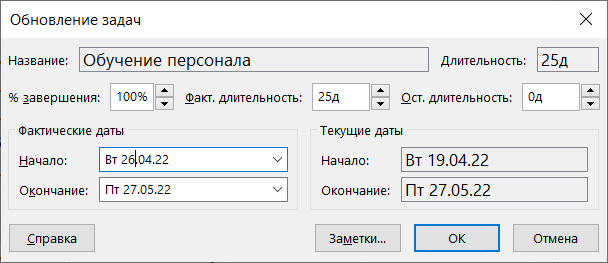 Обновление задач
Название: Обучение персонала Длительность: 25д
% завершения: 100% Факт. длительность: 25д Ост. длительность: 0д
Фактические даты Текущие даты
Начало: Вт 26.04.22 Начало: Вт 19.04.22
Окончание: Пт 27.05.22 Окончание: Пт 27.05.22
Справка Заметки... ОК Отмена